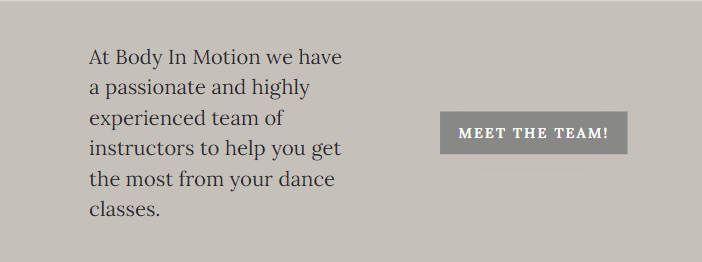 At Body In Motion we have
a passionate and highly
experienced team of
instructors to help you get
the most from your dance
classes.
MEET THE TEAM!